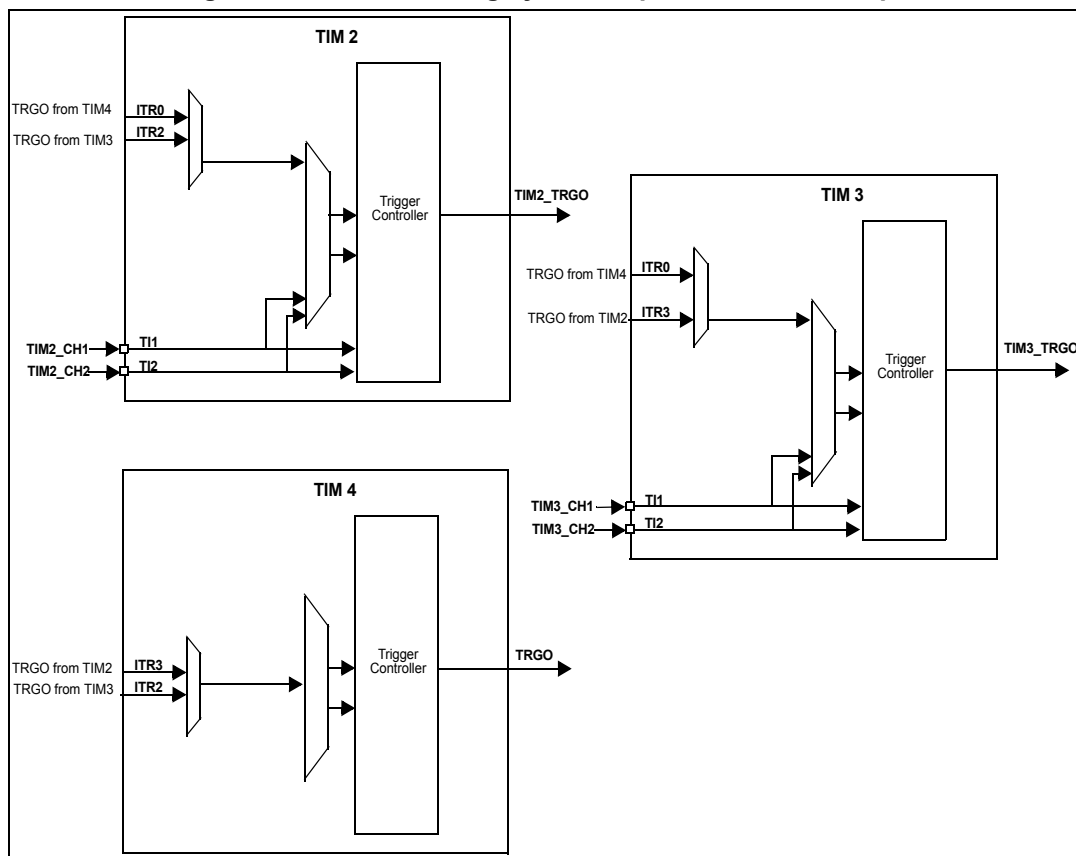 TIM 2
TRGO from TIM4
ITR0
TRGO from TIM3
ITR2
Trigger
Controller
TIM2_TRGO
TIM2_CH1
TI1
TIM2_CH2
TI2
TIM 3
TRGO from TIM4
ITR0
TRGO from TIM2
ITR3
Trigger
Controller
TIM3_TRGO
TIM3_CH1
TI1
TIM3_CH2
TI2
TIM 4
TRGO from TIM2
ITR3
TRGO from TIM3
ITR2
Trigger
Controller
TRGO